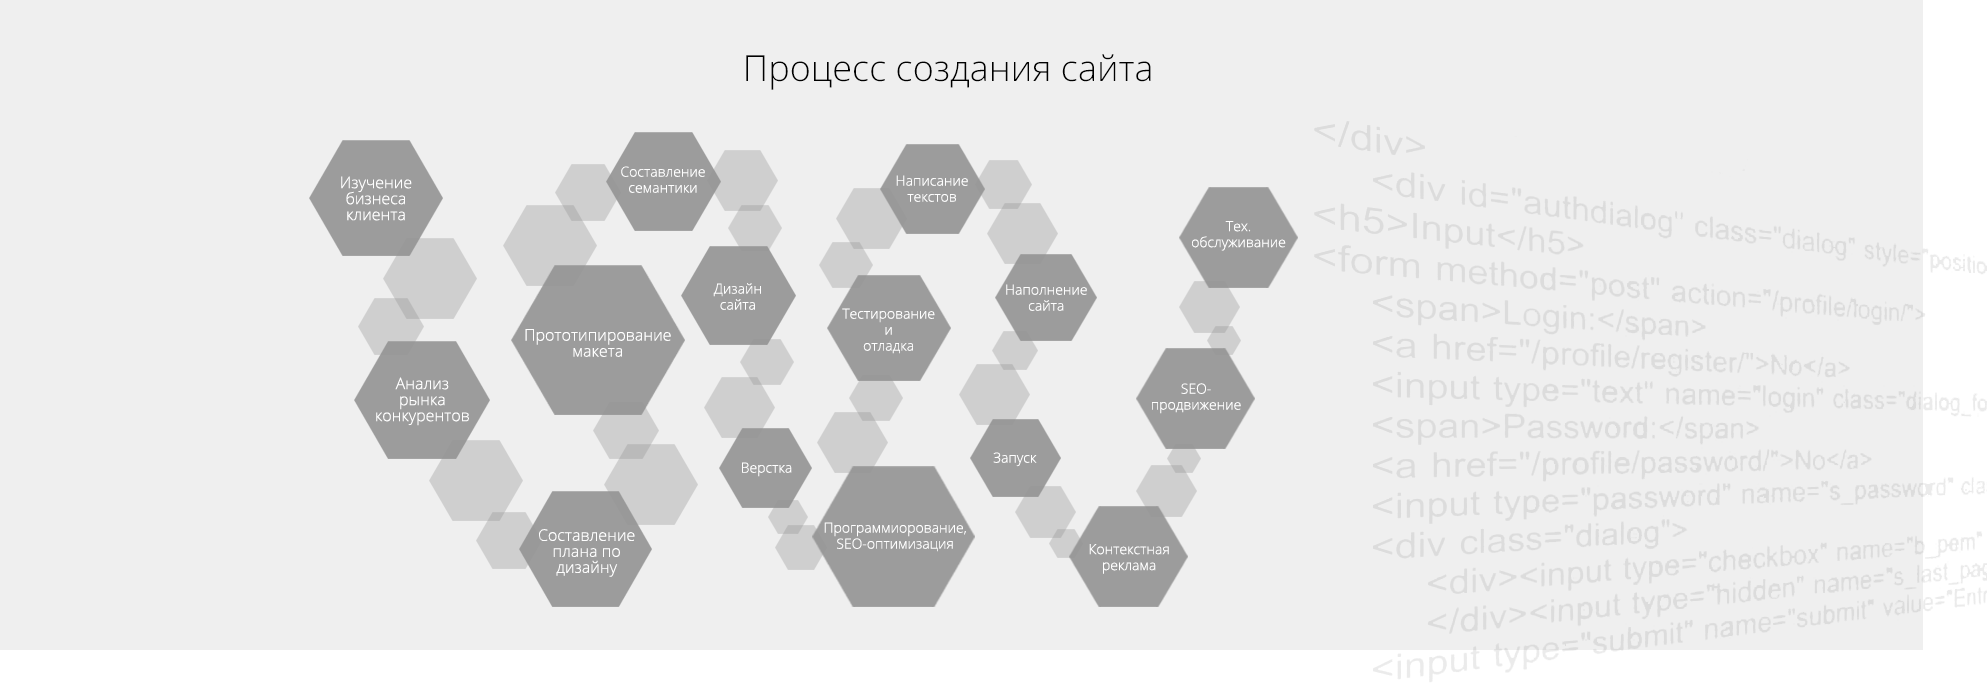 Процесс создания сайта
Изучение
бизнеса
клиента
Анализ
рынка
конкурентов
Составление
плана по
дизайну
Прототипирование
макета
Составление
семантики
Дизайн
сайта
Верстка
Программиорование,
SEO-оптимизация
Тестирование
и
отладка
Написание
текстов
Наполнение
сайта
Запуск
Контекстная
реклама
SEO-
продвижение
Тех.
обслуживание
</div>
<div id="authdialog" class="dialog" style="positio
<h5>Input</h5>
<form method="post" action="/profile/login/">
<span>Login:</span>
<a href="/profile/register/">No</a>
<input type="text" name="login" class="dialog_fo
<span>Password:</span>
<a href="/profile/password/">No</a>
<input type="password" name="s_password" cla
<div class="dialog">
<div><input type="checkbox" name="b_pem"
</div><input type="hidden" name="s_last_pag
<input type="submit" name="submit" value="Ent